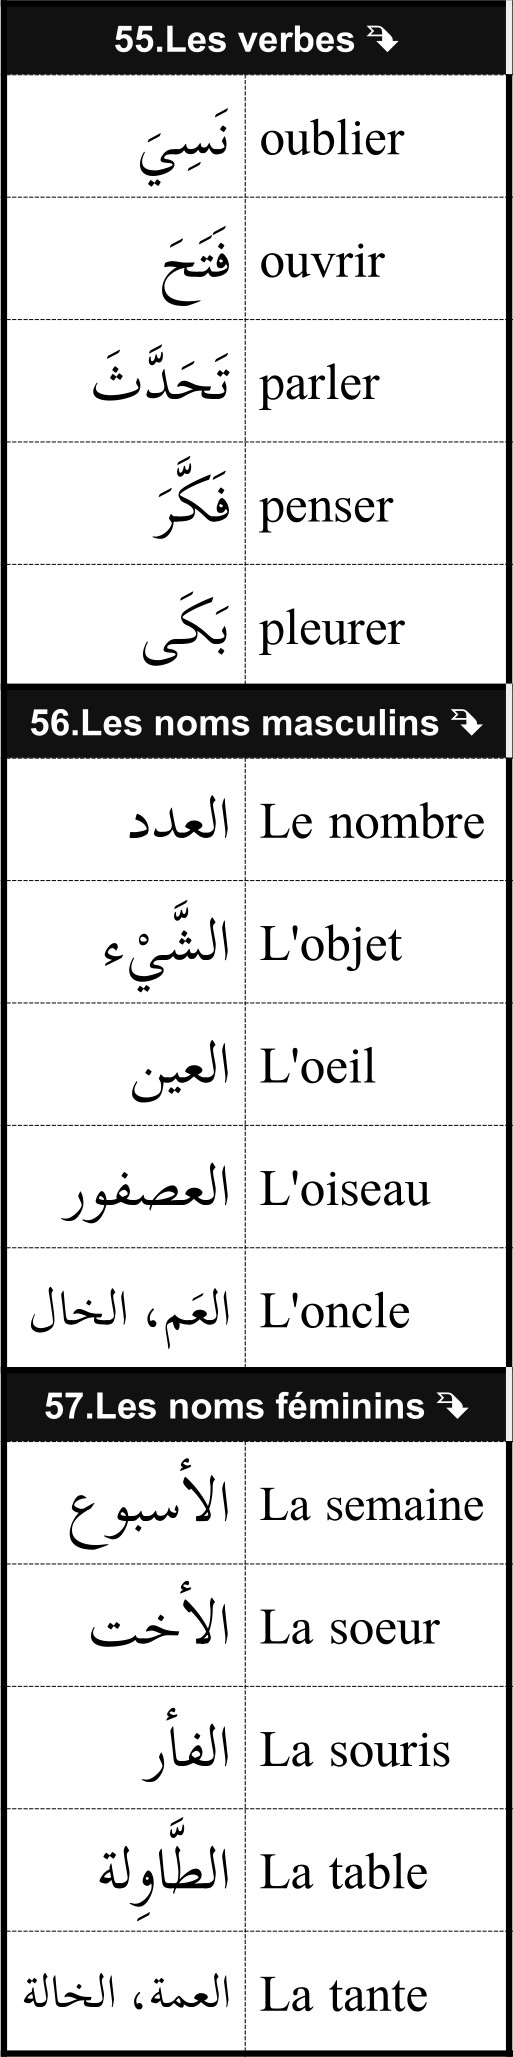 55.Les verbes
نَسِيَ oublier
فَتَحَ ouvrir
تَحَدَّثَ parler
فَكَّرَ penser
بَكَى pleurer
56.Les noms masculins
العدد Le nombre
الشَّيْء L'objet
العين L'oeil
العصفور L'oiseau
العَم، الخال L'oncle
57.Les noms féminins
الأسبوع La semaine
الأخت La soeur
الفأر La souris
الطَّاوِلة La table
العمة، الخالة La tante